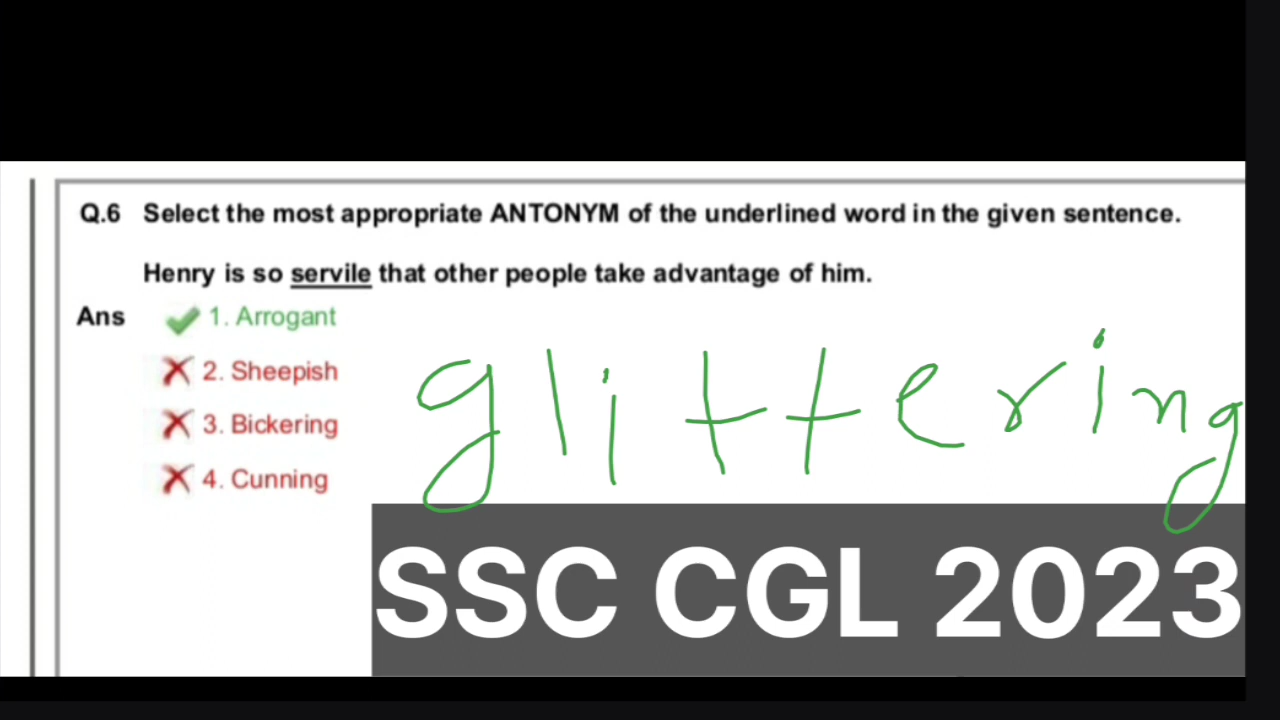 Q.6 Select the most appropriate ANTONYM of the underlined word in the given sentence.
Henry is so servile that other people take advantage of him.
Ans 1. Arrogant
2. Sheepish
3. Bickering
4. Cunning
glittering
SSC CGL 2023